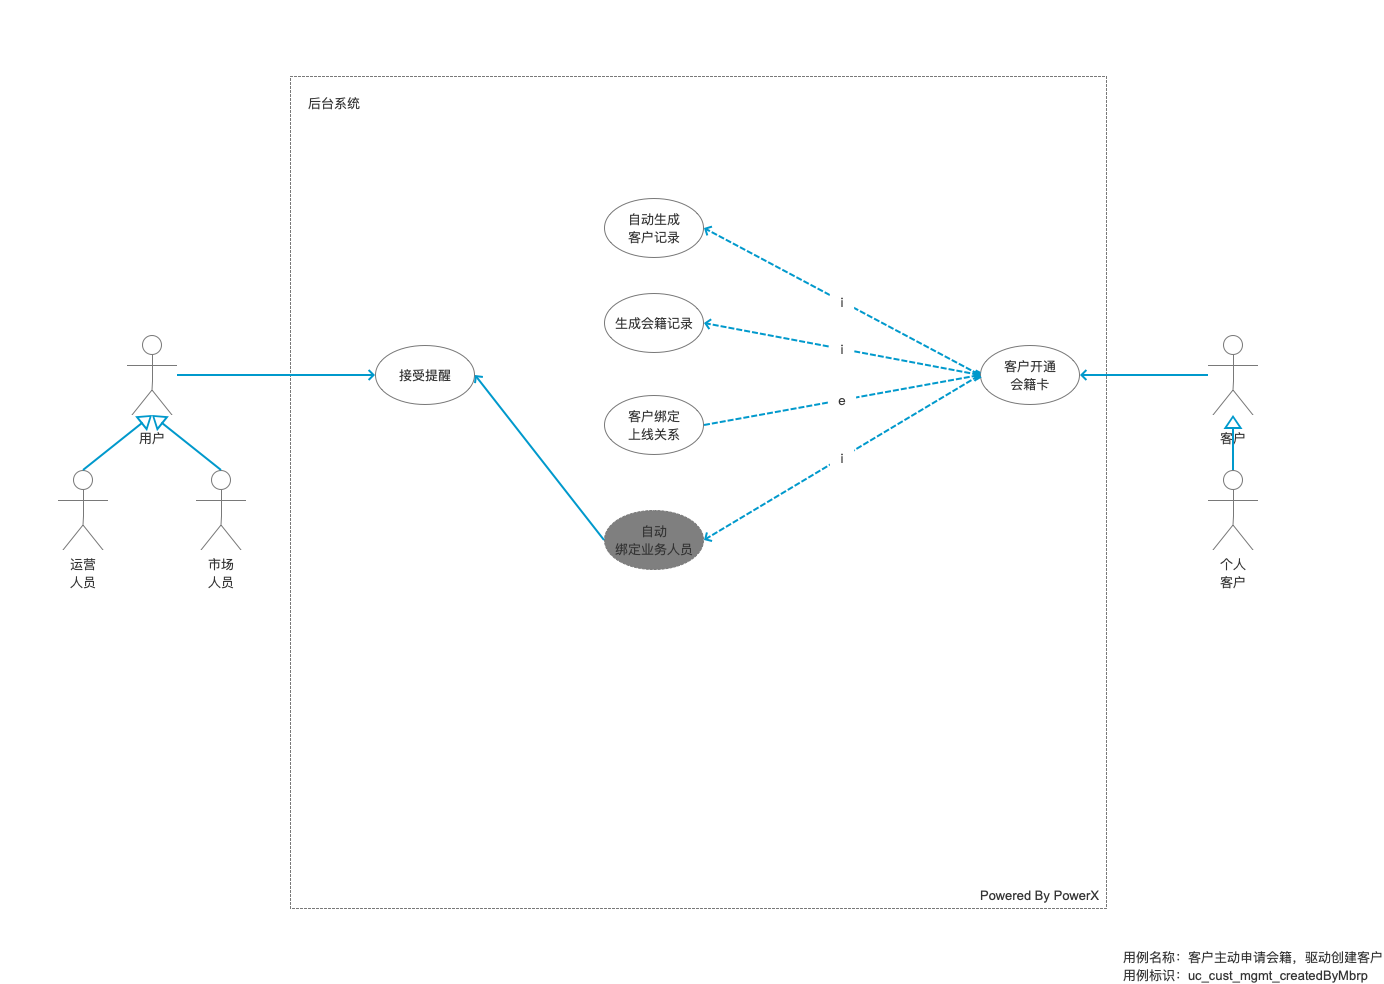 后台系统
自动生成
客户记录
i
生成会籍记录
i
接受提醒
客户开通
会籍卡
客户绑定
上线关系
e
用户
客户
i
自动
绑定业务人员
运营
人员
市场
人员
个人
客户
Powered By PowerX
用例名称：客户主动申请会籍，驱动创建客户
用例标识：uc_cust_mgmt_createdByMbrp